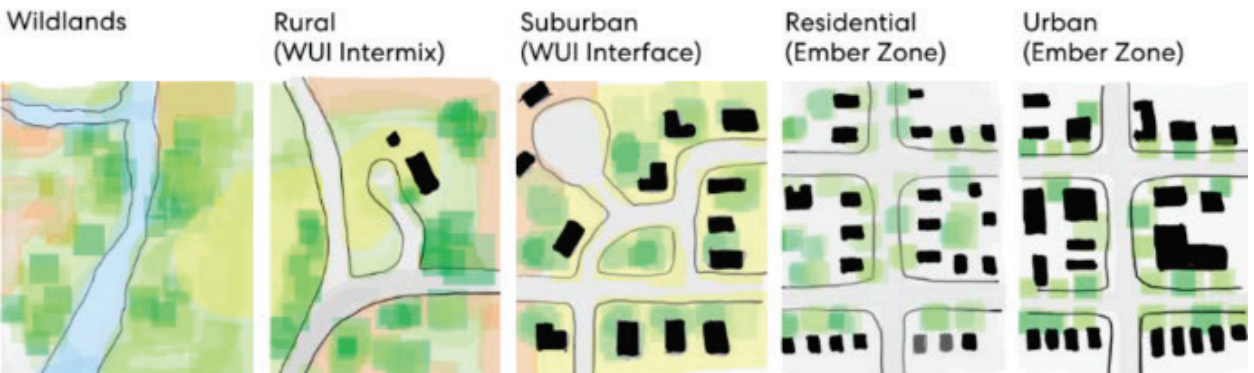 Wildlands
Rural
(WUI Intermix)
Suburban
(WUI Interface)
Residential
(Ember Zone)
Urban
(Ember Zone)